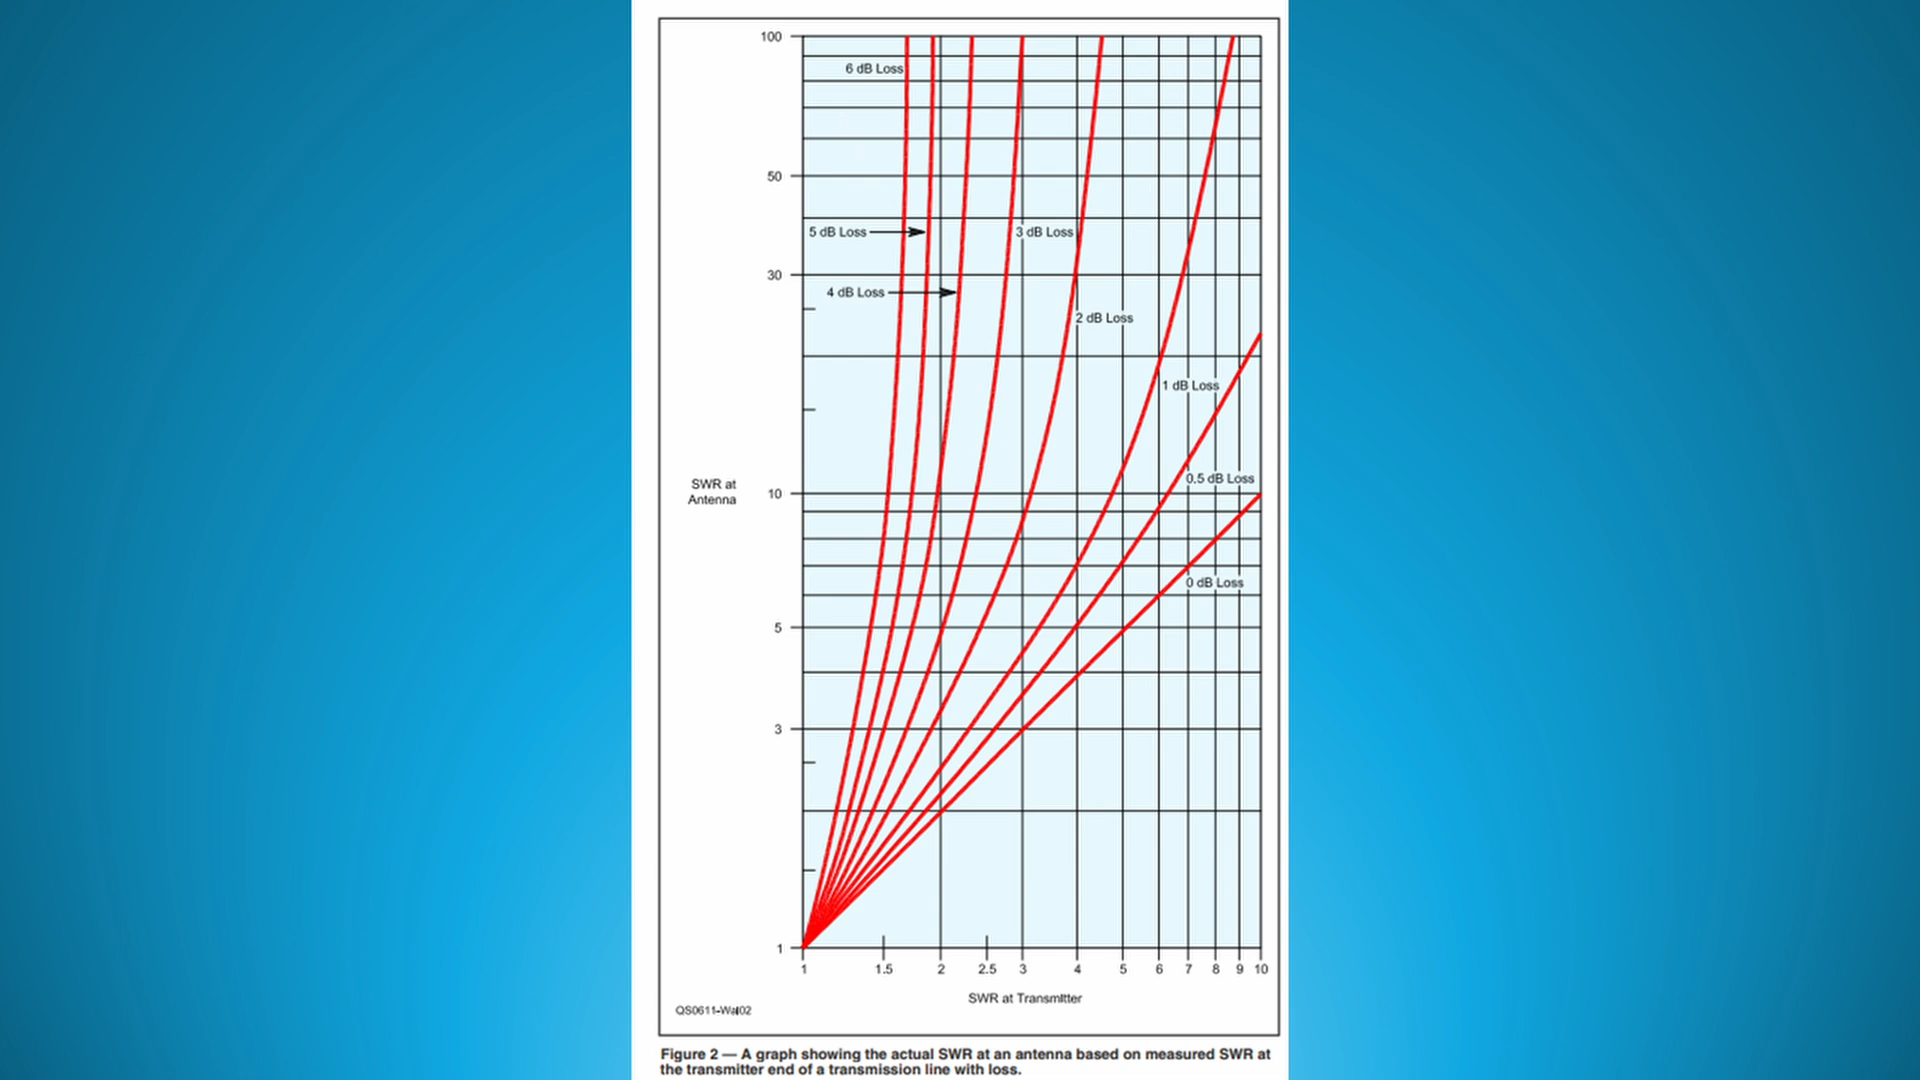 100
6 dB Loss
50
5 dB Loss
3 dB Loss
30
4 dB Loss
2 dB Loss
1 dB Loss
0.5 dB Loss
SWR at
Antenna
10
0 dB Loss
5
3
1
1 1.5 2 2.5 3 4 5 6 7 8 9 10
SWR at Transmitter
QS0611-Wal02
Figure 2 — A graph showing the actual SWR at an antenna based on measured SWR at
the transmitter end of a transmission line with loss.